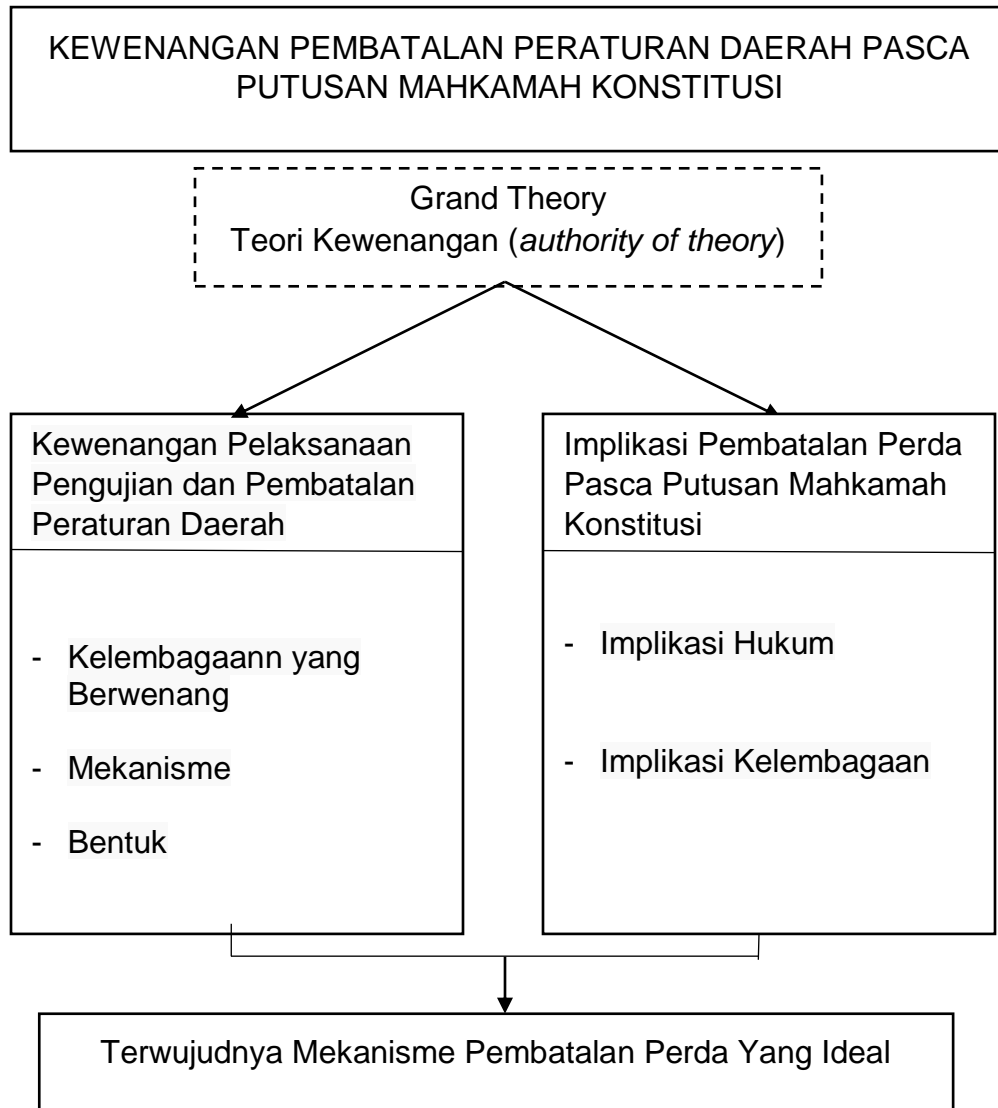 KEWENANGAN PEMBATALAN PERATURAN DAERAH PASCA
PUTUSAN MAHKAMAH KONSTITUSI
Grand Theory
Teori Kewenangan (authority of theory)
Kewenangan Pelaksanaan
Pengujian dan Pembatalan
Peraturan Daerah
- Kelembagaann yang
Berwenang
- Mekanisme
- Bentuk
Implikasi Pembatalan Perda
Pasca Putusan Mahkamah
Konstitusi
- Implikasi Hukum
- Implikasi Kelembagaan
Terwujudnya Mekanisme Pembatalan Perda Yang Ideal